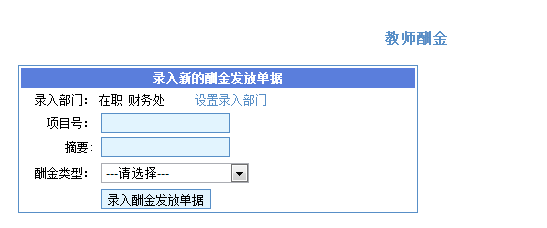 教师酬金
录入新的酬金发放单据
录入部门： 在职 财务处 设置录入部门
项目号：
摘要:
酬金类型： ---请选择---
录入酬金发放单据